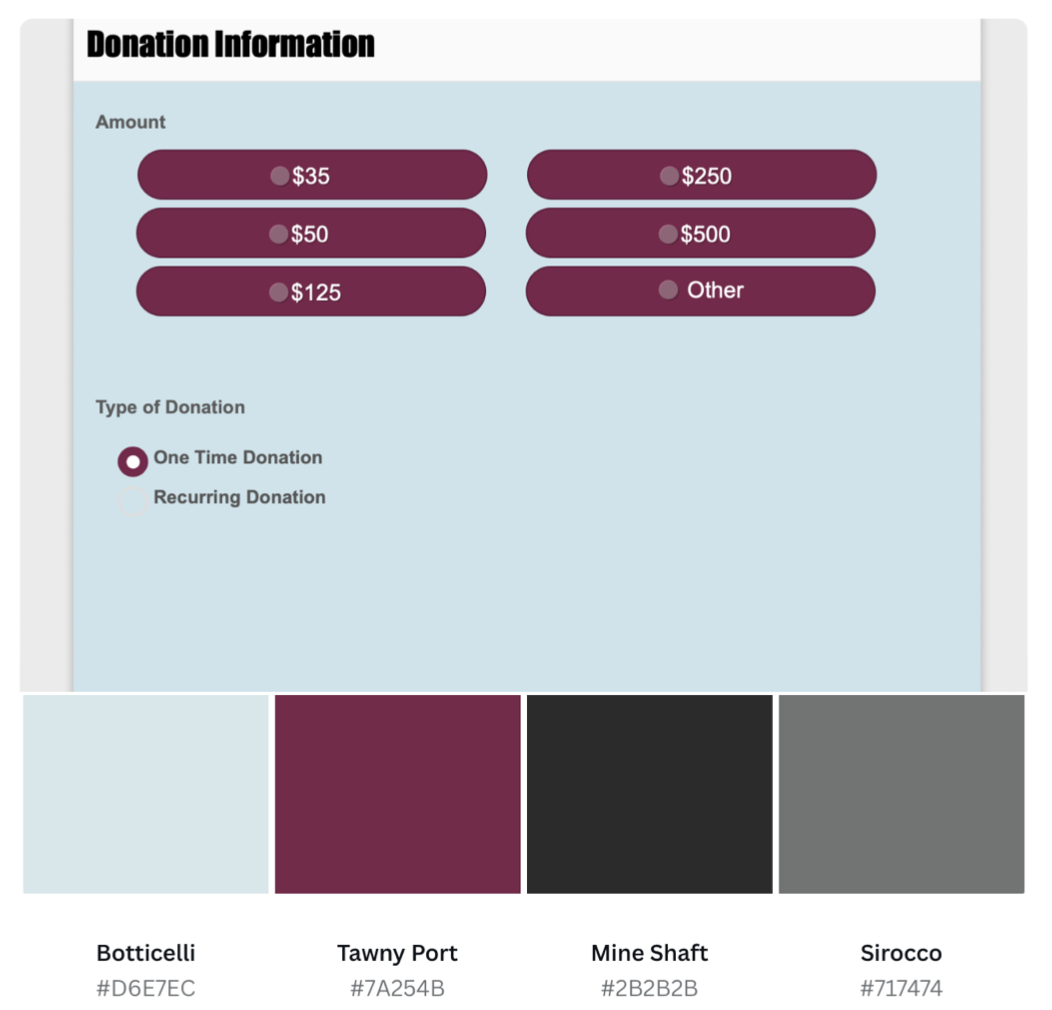 Donation Information
Amount
$35 $250
$50 $500
$125 Other
Type of Donation
One Time Donation
Recurring Donation
Botticelli Tawny Port Mine Shaft Sirocco
#D6E7EC #7A254B #2B2B2B #717474